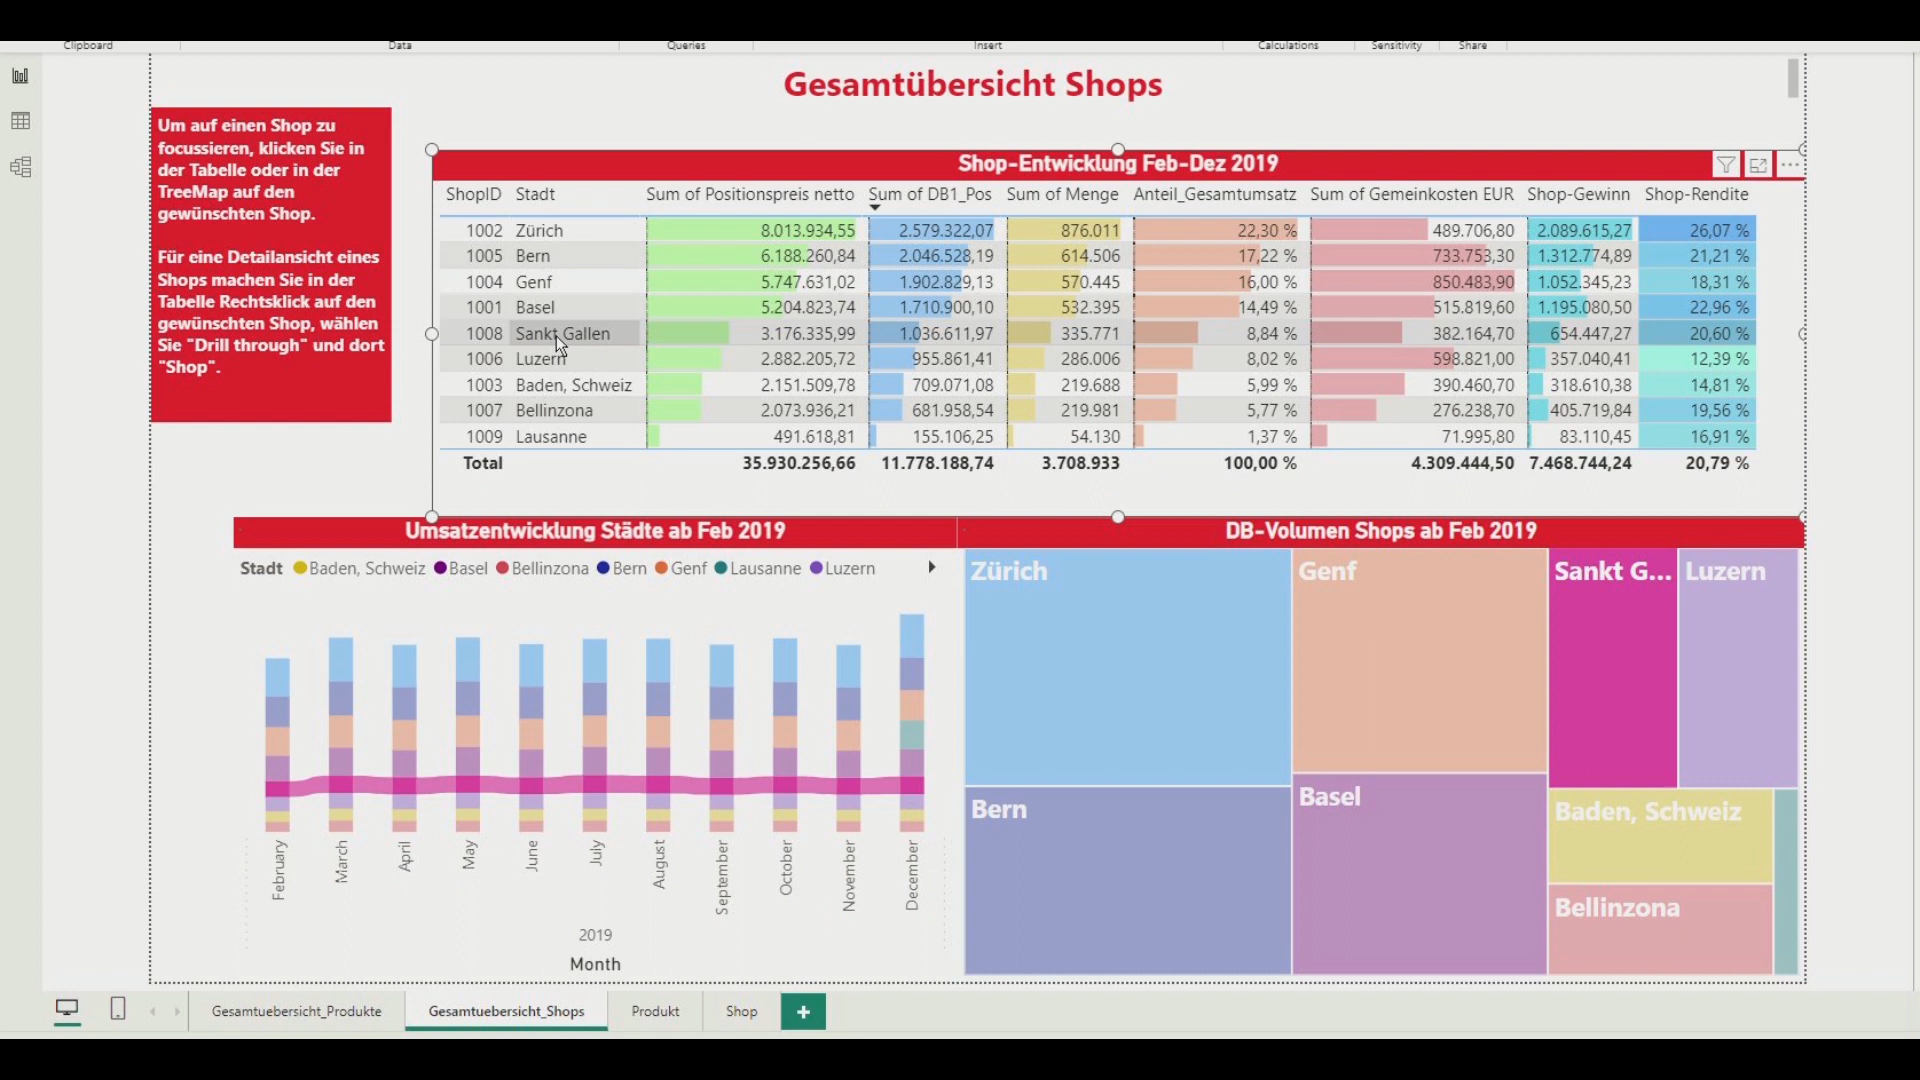 Clipboard Data Queries Insert Calculations Sensitivity Share
Gesamtübersicht Shops
Um auf einen Shop zu
focussieren, klicken Sie in
der Tabelle oder in der
TreeMap auf den
gewünschten Shop.
Für eine Detailansicht eines
Shops machen Sie in der
Tabelle Rechtsklick auf den
gewünschten Shop, wählen
Sie "Drill through" und dort
"Shop".
Shop-Entwicklung Feb-Dez 2019
ShopID Stadt Sum of Positionspreis netto Sum of DB1_Pos Sum of Menge Anteil_Gesamtumsatz Sum of Gemeinkosten EUR Shop-Gewinn Shop-Rendite
1002 Zürich 8.013.934,55 2.579.322,07 876.011 22,30 % 489.706,80 2.089.615,27 26,07 %
1005 Bern 6.188.260,84 2.046.528,19 614.506 17,22 % 733.753,30 1.312.774,89 21,21 %
1004 Genf 5.747.631,02 1.902.829,13 570.445 16,00 % 850.483,90 1.052.345,23 18,31 %
1001 Basel 5.204.823,74 1.710.900,10 532.395 14,49 % 515.819,60 1.195.080,50 22,96 %
1008 Sankt Gallen 3.176.335,99 1.036.611,97 335.771 8,84 % 382.164,70 654.447,27 20,60 %
1006 Luzern 2.882.205,72 955.861,41 286.006 8,02 % 598.821,00 357.040,41 12,39 %
1003 Baden, Schweiz 2.151.509,78 709.071,08 219.688 5,99 % 390.460,70 318.610,38 14,81 %
1007 Bellinzona 2.073.936,21 681.958,54 219.981 5,77 % 276.238,70 405.719,84 19,56 %
1009 Lausanne 491.618,81 155.106,25 54.130 1,37 % 71.995,80 83.110,45 16,91 %
Total 35.930.256,66 11.778.188,74 3.708.933 100,00 % 4.309.444,50 7.468.744,24 20,79 %
Umsatzentwicklung Städte ab Feb 2019
Stadt Baden, Schweiz Basel Bellinzona Bern Genf Lausanne Luzern
February March April May June July August September October November December
2019
Month
DB-Volumen Shops ab Feb 2019
Zürich
Genf
Sankt G...
Luzern
Bern
Basel
Baden, Schweiz
Bellinzona
Gesamtuebersicht_Produkte Gesamtuebersicht_Shops Produkt Shop +